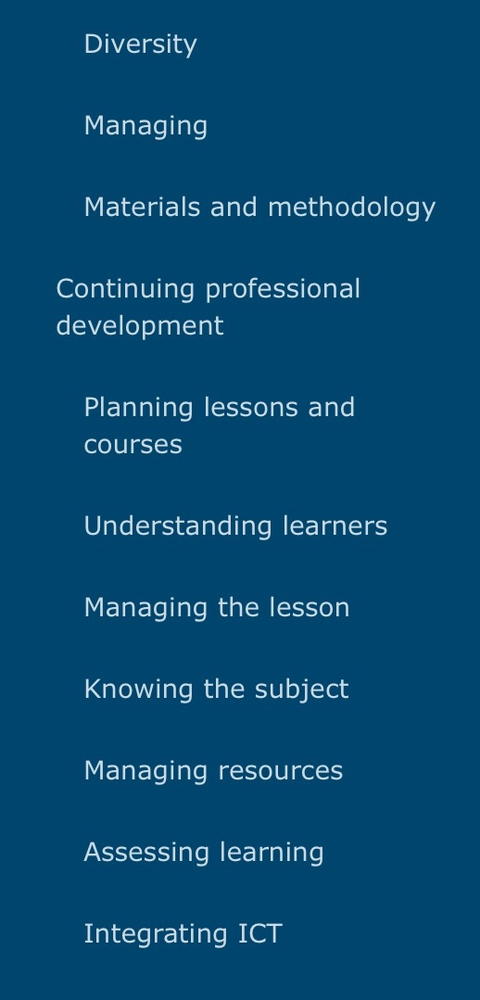 Diversity
Managing
Materials and methodology
Continuing professional
development
Planning lessons and
courses
Understanding learners
Managing the lesson
Knowing the subject
Managing resources
Assessing learning
Integrating ICT